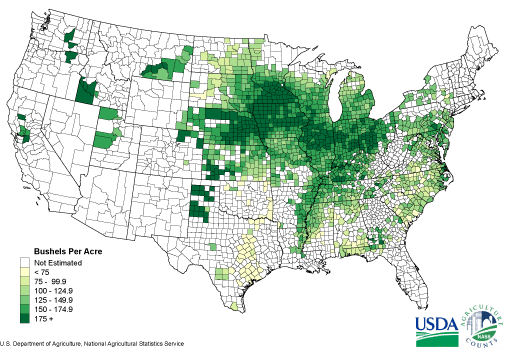 Bushels Per Acre
Not Estimated
< 75
75 - 99.9
100 - 124.9
125 - 149.9
150 - 174.9
175 +
U.S. Department of Agriculture, National Agricultural Statistics Service
USDA
AGRICULTURE
NASS
COUNTS